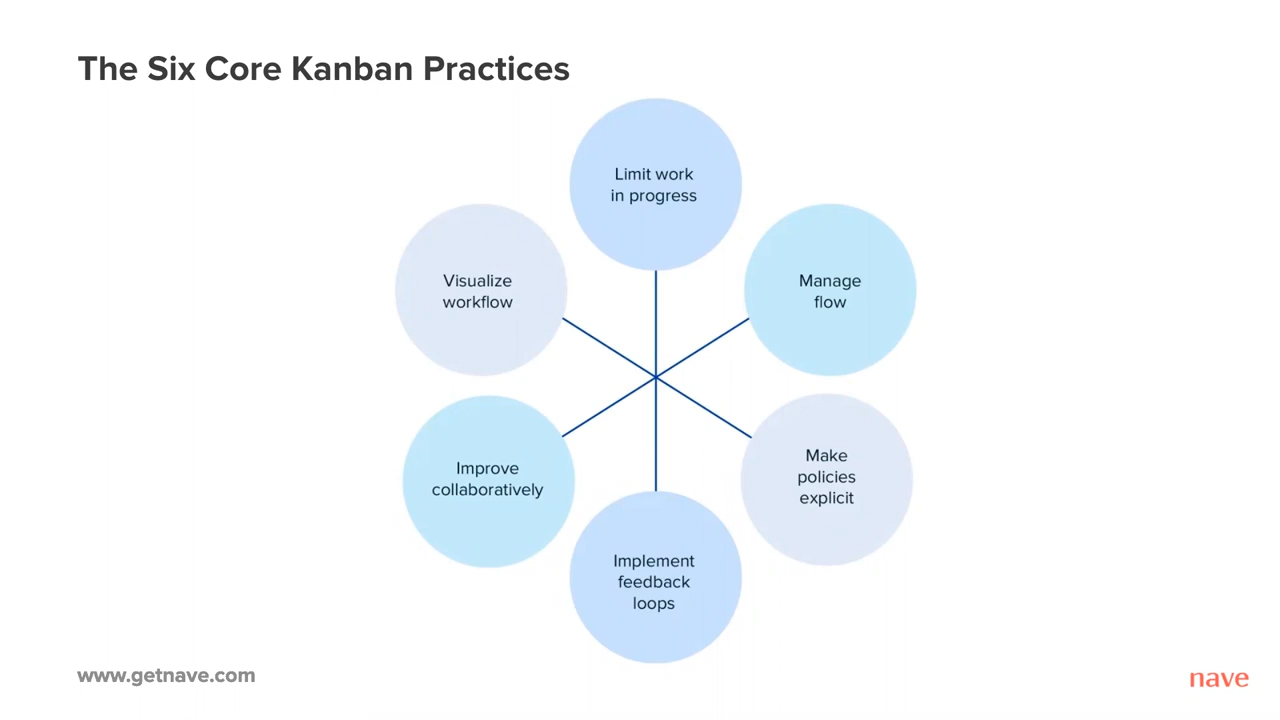 The Six Core Kanban Practices
Limit work
in progress
Visualize
workflow
Manage
flow
Improve
collaboratively
Make
policies
explicit
Implement
feedback
loops
www.getnave.com
nave